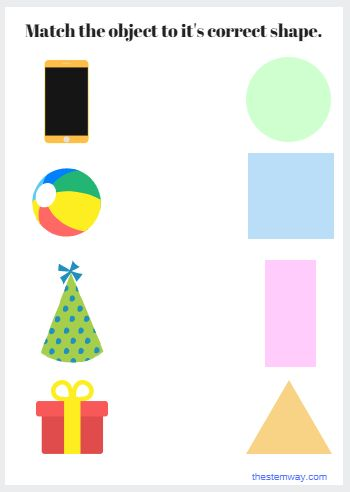 Match the object to it's correct shape.
thestemway.com